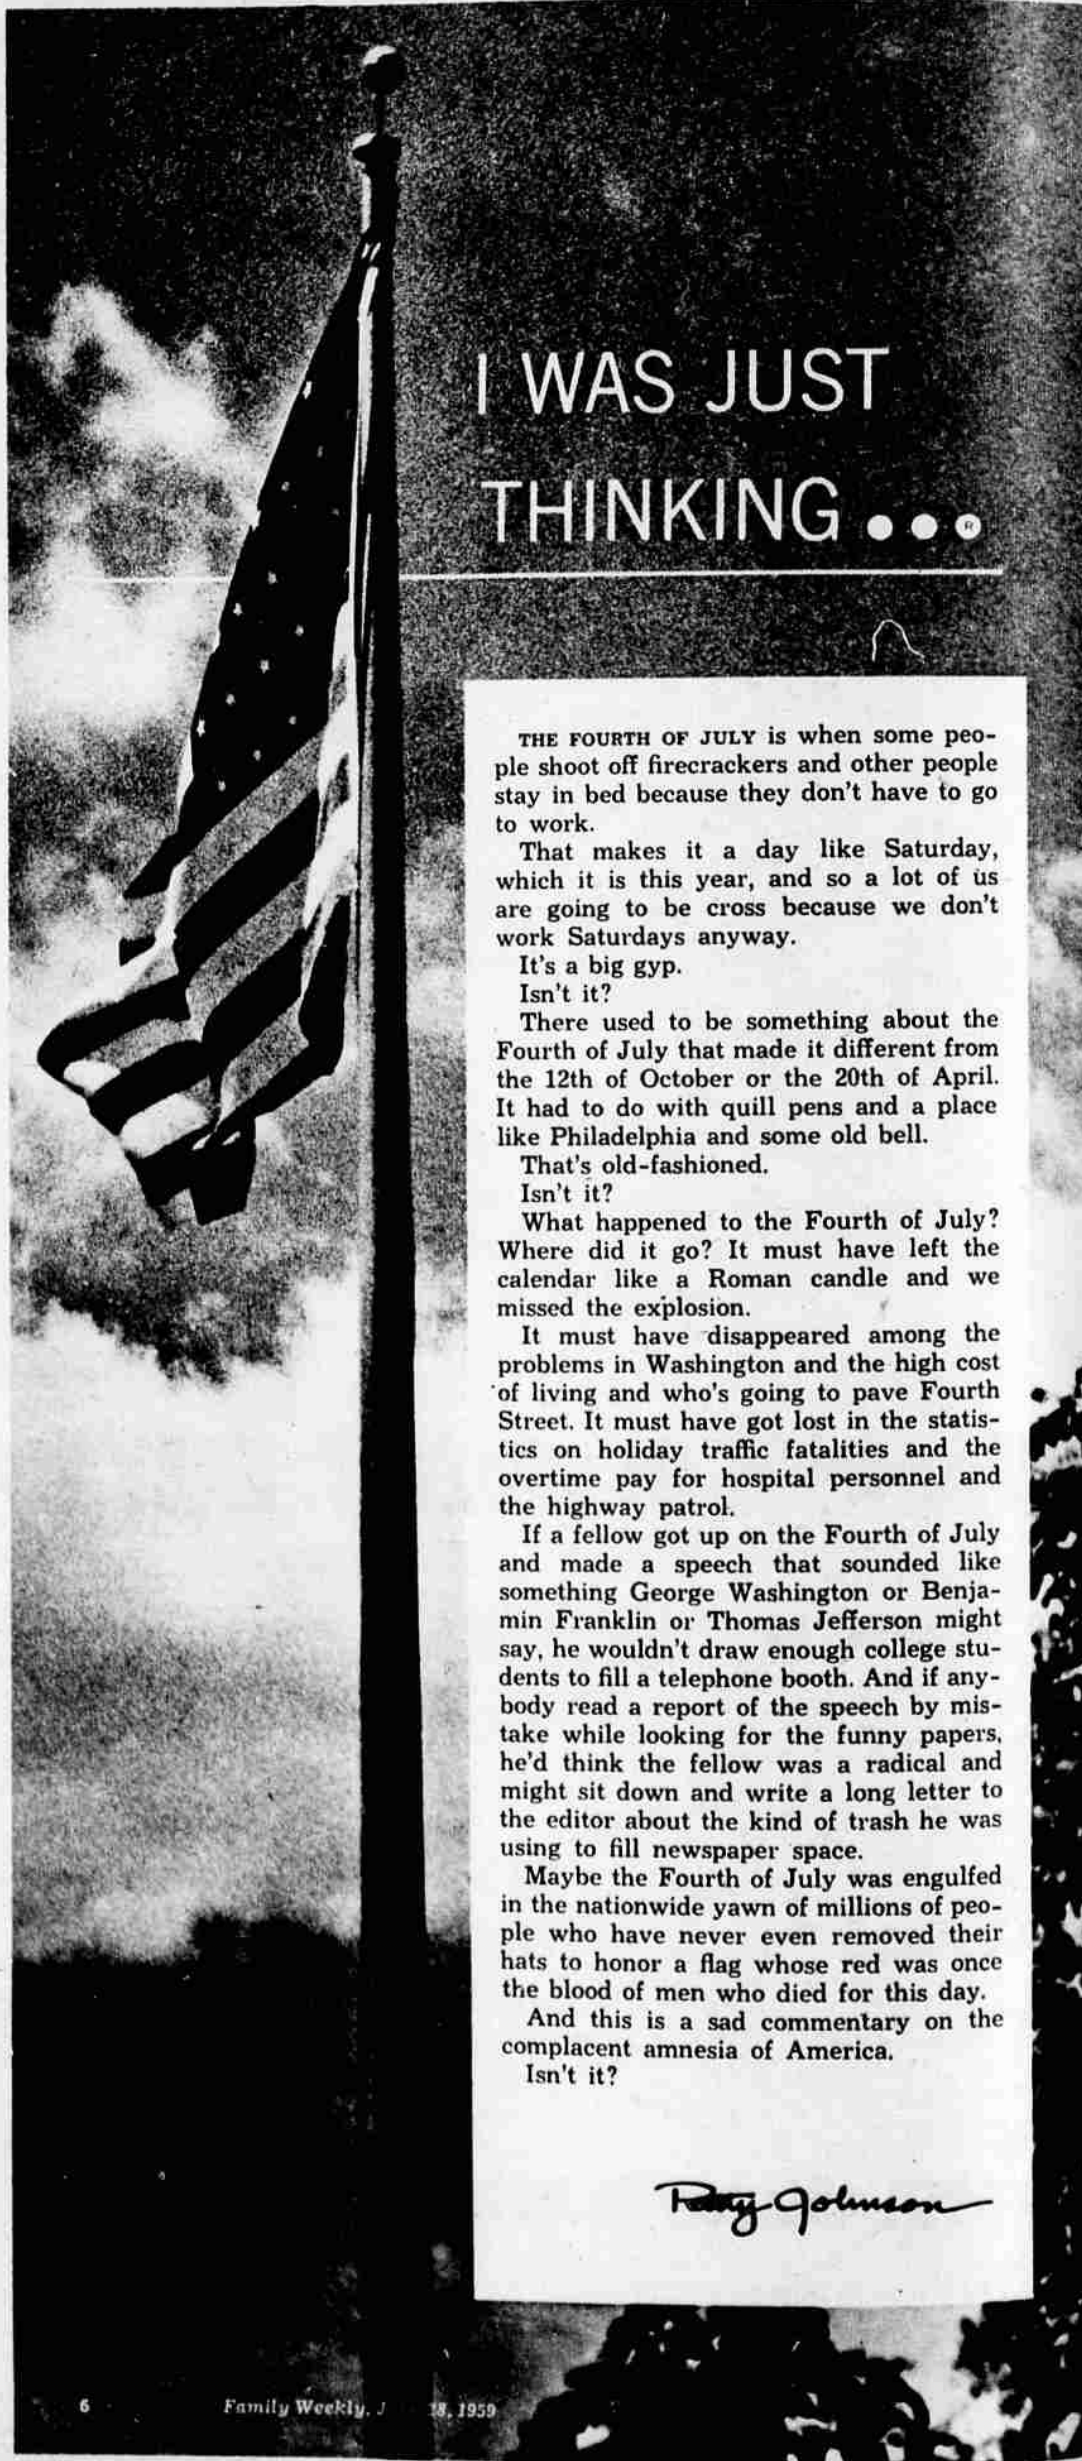 I WAS JUST
THINKING ...®
THE FOURTH OF JULY is when some peo-
ple shoot off firecrackers and other people
stay in bed because they don't have to go
to work.
That makes it a day like Saturday,
which it is this year, and so a lot of us
are going to be cross because we don't
work Saturdays anyway.
It's a big gyp.
Isn't it?
There used to be something about the
Fourth of July that made it different from
the 12th of October or the 20th of April.
It had to do with quill pens and a place
like Philadelphia and some old bell.
That's old-fashioned.
Isn't it?
What happened to the Fourth of July?
Where did it go? It must have left the
calendar like a Roman candle and we
missed the explosion.
It must have disappeared among the
problems in Washington and the high cost
of living and who's going to pave Fourth
Street. It must have got lost in the statis-
tics on holiday traffic fatalities and the
overtime pay for hospital personnel and
the highway patrol.
If a fellow got up on the Fourth of July
and made a speech that sounded like
something George Washington or Benja-
min Franklin or Thomas Jefferson might
say, he wouldn't draw enough college stu-
dents to fill a telephone booth. And if any-
body read a report of the speech by mis-
take while looking for the funny papers,
he'd think the fellow was a radical and
might sit down and write a long letter to
the editor about the kind of trash he was
using to fill newspaper space.
Maybe the Fourth of July was engulfed
in the nationwide yawn of millions of peo-
ple who have never even removed their
hats to honor a flag whose red was once
the blood of men who died for this day.
And this is a sad commentary on the
complacent amnesia of America.
Isn't it?
Patty Johnson
6 Family Weekly, 28, 1959